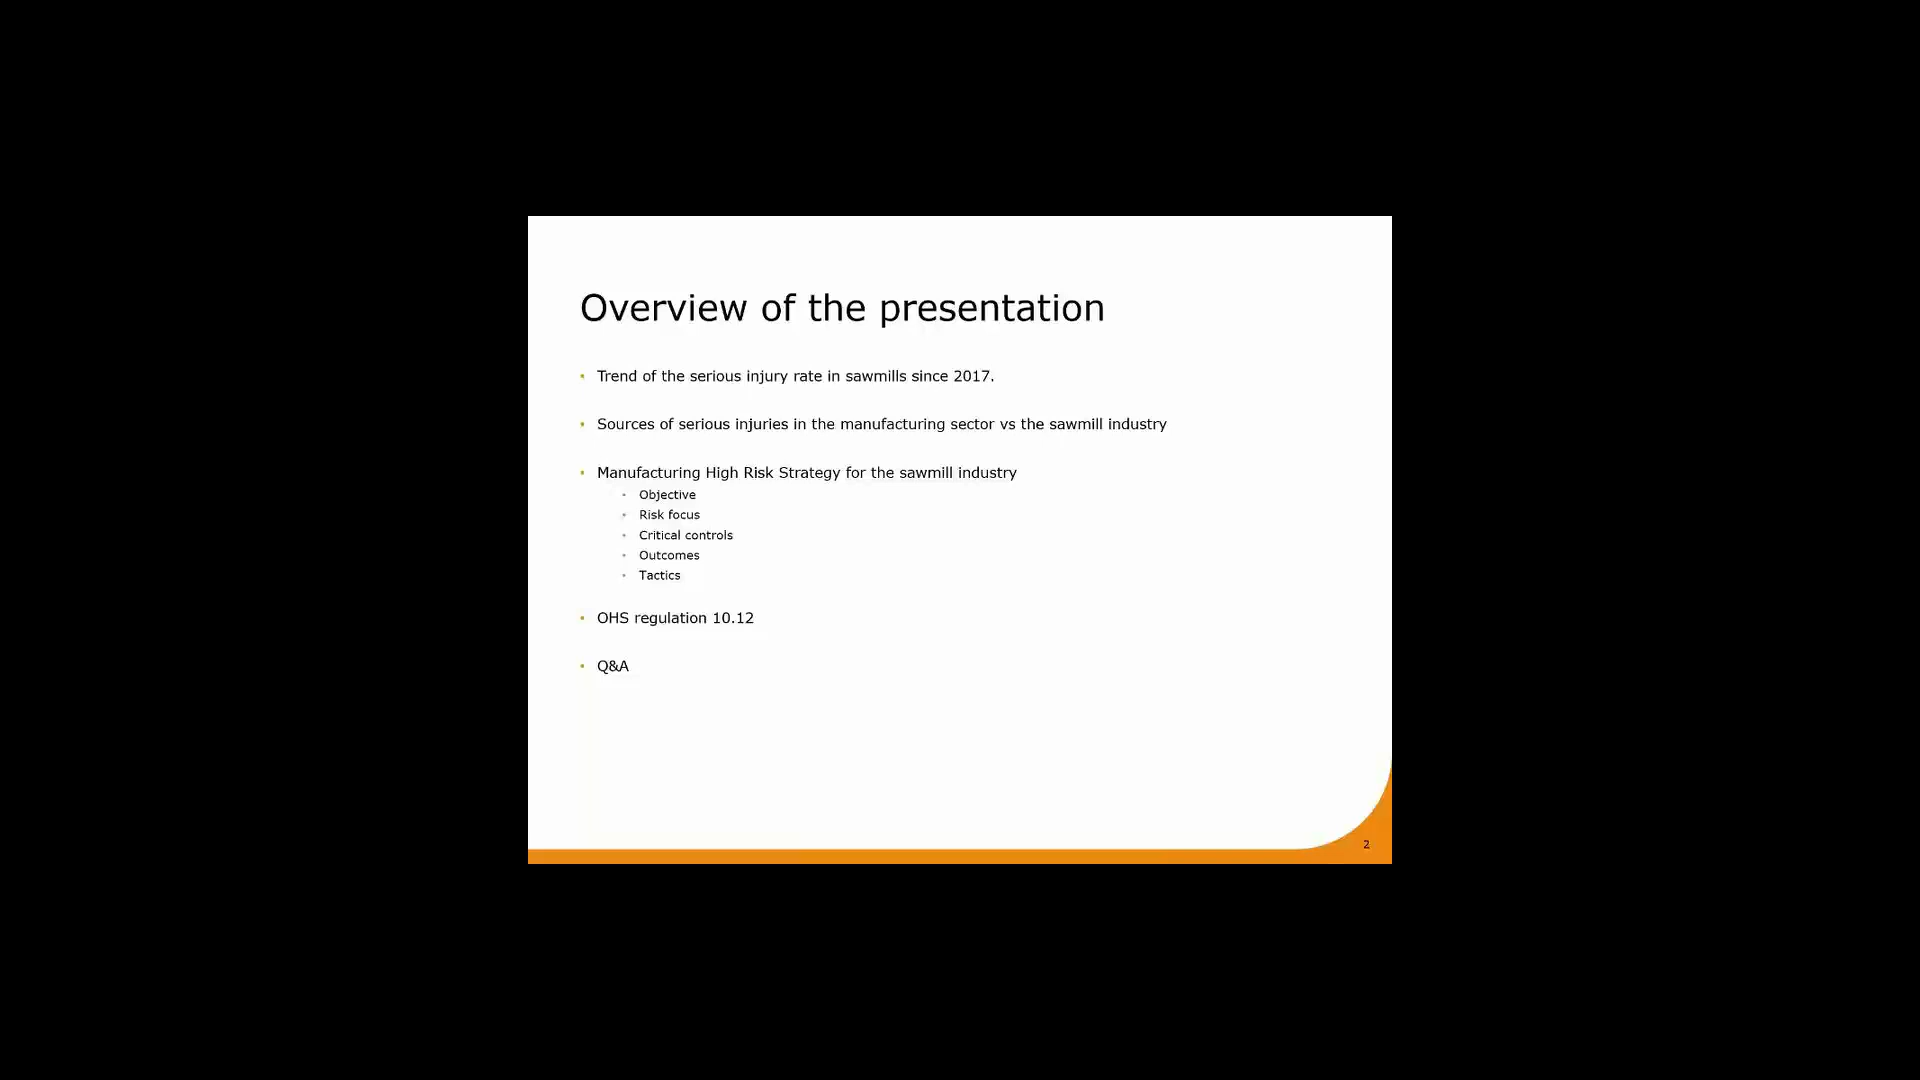 Overview of the presentation
• Trend of the serious injury rate in sawmills since 2017.
• Sources of serious injuries in the manufacturing sector vs the sawmill industry
• Manufacturing High Risk Strategy for the sawmill industry
• Objective
• Risk focus
• Critical controls
• Outcomes
• Tactics
• OHS regulation 10.12
• Q&A
2